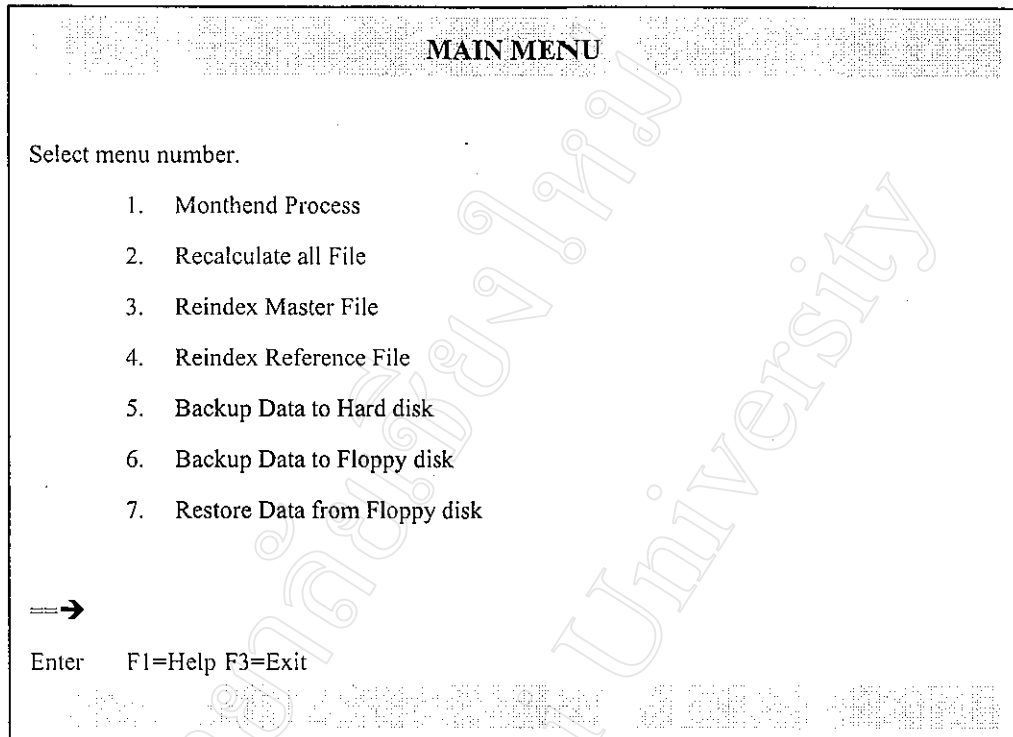 MAIN MENU
Select menu number.
1. Monthend Process
2. Recalculate all File
3. Reindex Master File
4. Reindex Reference File
5. Backup Data to Hard disk
6. Backup Data to Floppy disk
7. Restore Data from Floppy disk
==➔
Enter F1=Help F3=Exit
University